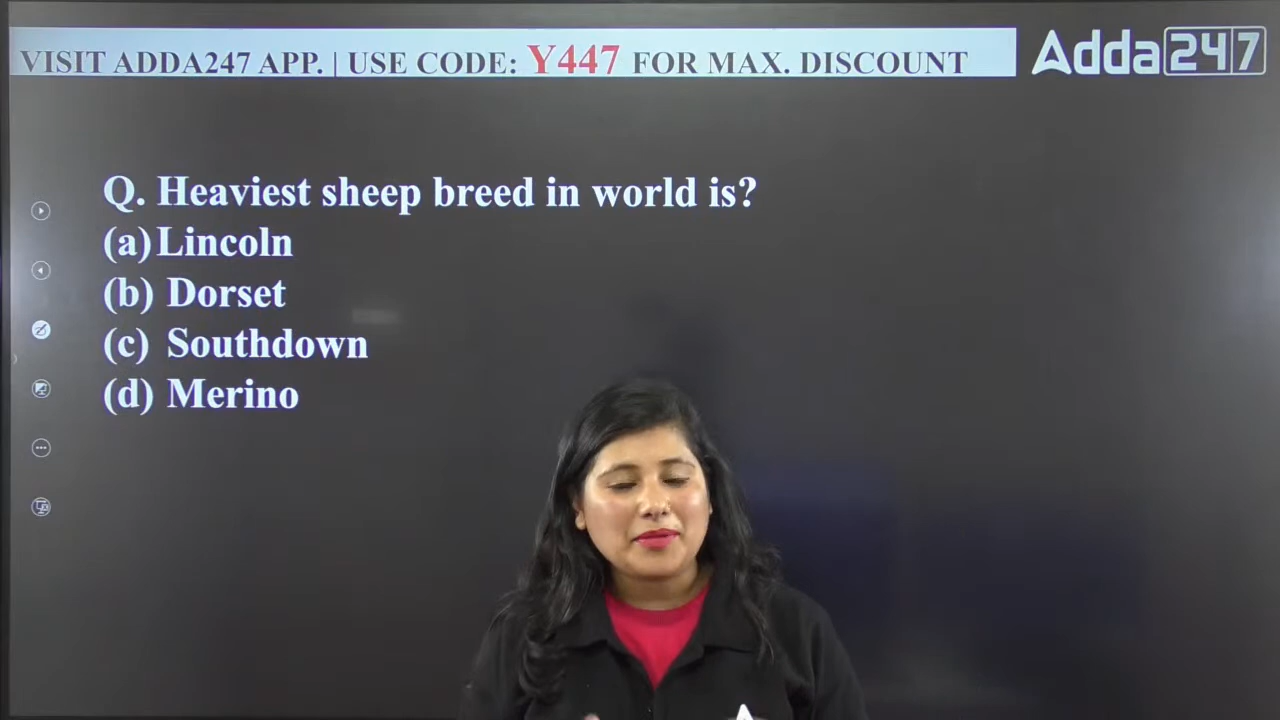 VISIT ADDA247 APP. | USE CODE: Y447 FOR MAX. DISCOUNT
Adda247
Q. Heaviest sheep breed in world is?
(a) Lincoln
(b) Dorset
(c) Southdown
(d) Merino